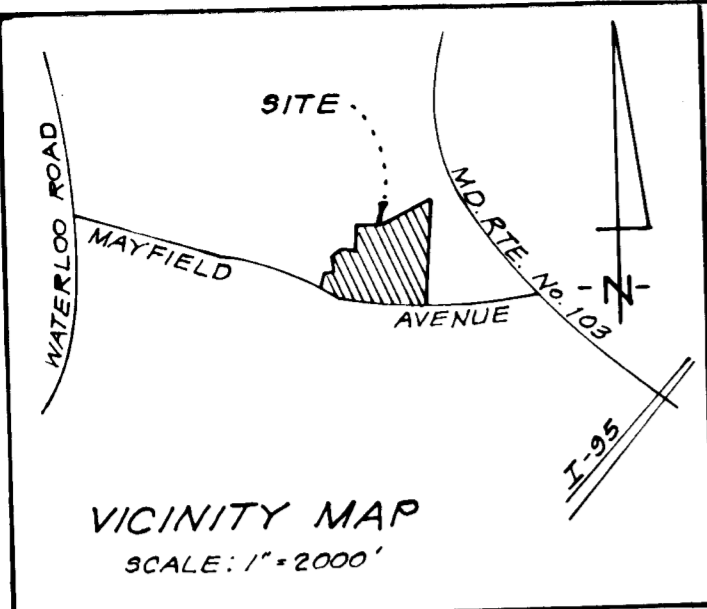 SITE
WATERLOO ROAD
MAYFIELD
AVENUE
MD. RTE. No. 103
-N-
I-95
VICINITY MAP
SCALE: 1" = 2000'